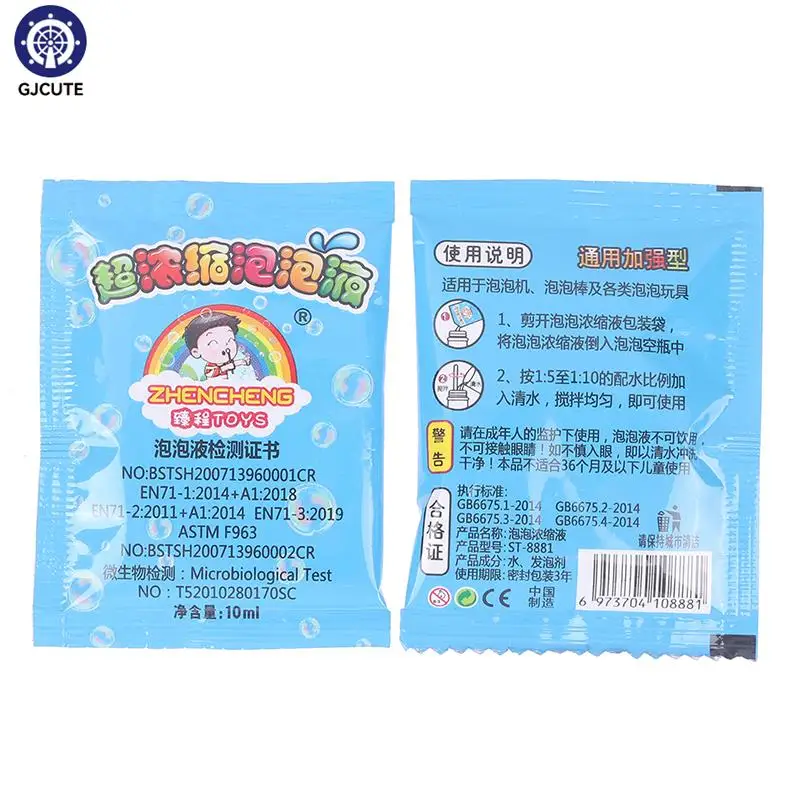 GJCUTE
超浓缩泡泡液
®
ZHENCHENG
臻程TOYS
泡泡液检测证书
NO:BSTSH200713960001CR
EN71-1:2014+A1:2018
EN71-2:2011+A1:2014 EN71-3:2019
ASTM F963
NO:BSTSH200713960002CR
微生物检测：Microbiological Test
NO：T52010280170SC
净含量:10ml
使用说明 通用加强型
适用于泡泡机、泡泡棒及各类泡泡玩具
1、剪开泡泡浓缩液包装袋，
将泡泡浓缩液倒入泡泡空瓶中
2、按1:5至1:10的配水比例加
入清水，搅拌均匀，即可使用
1
2
清水
警告
请在成年人的监护下使用，泡泡液不可饮用，
不可接触眼睛！如不慎入眼，即以清水冲洗
干净！本品不适合36个月及以下儿童使用
合格证
执行标准:
GB6675.1-2014 GB6675.2-2014
GB6675.3-2014 GB6675.4-2014
产品名称: 泡泡浓缩液
产品型号: ST-8881
产品成分: 水、发泡剂
使用期限: 密封包装3年
请保持城市清洁
0-3
CE
中国
制造
6 973704 108881